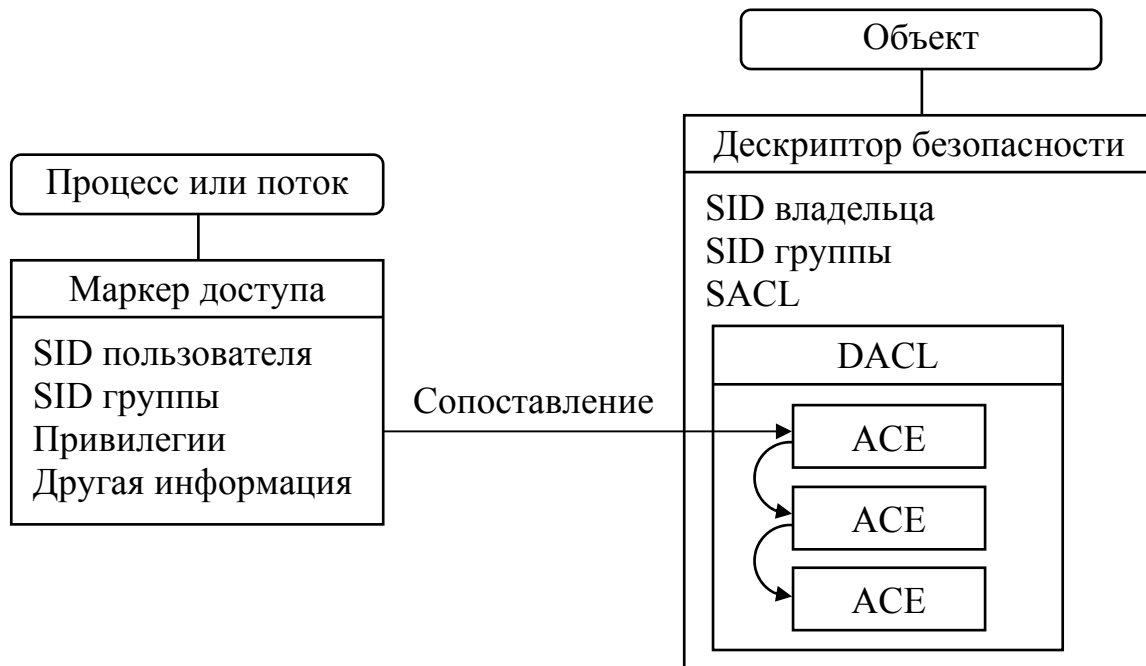 Объект
Дескриптор безопасности
Процесс или поток
SID владельца
SID группы
SACL
Маркер доступа
SID пользователя
SID группы
Привилегии
Другая информация
Сопоставление
DACL
ACE
ACE
ACE